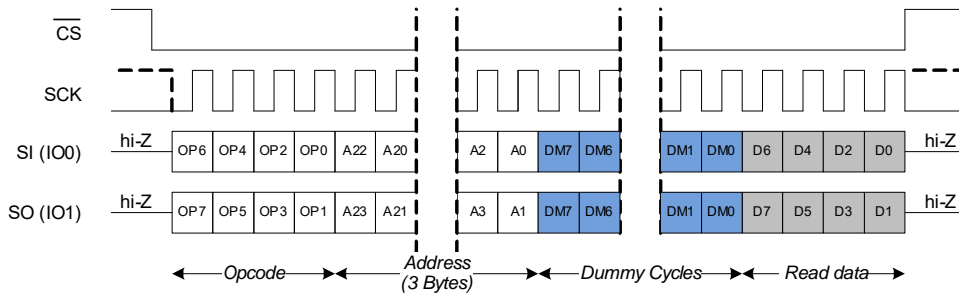 CS
SCK
SI (IO0) hi-Z OP6 OP4 OP2 OP0 A22 A20 A2 A0 DM7 DM6 DM1 DM0 D6 D4 D2 D0 hi-Z
SO (IO1) hi-Z OP7 OP5 OP3 OP1 A23 A21 A3 A1 DM7 DM6 DM1 DM0 D7 D5 D3 D1 hi-Z
Opcode Address Dummy Cycles Read data
(3 Bytes)